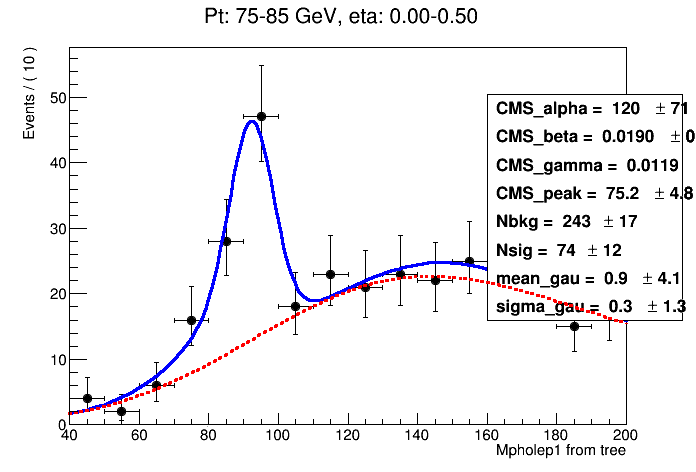 Pt: 75-85 GeV, eta: 0.00-0.50
Events / ( 10 )
50
40
30
20
10
0
CMS_alpha = 120 ± 71
CMS_beta = 0.0190 ± 0
CMS_gamma = 0.0119
CMS_peak = 75.2 ± 4.8
Nbkg = 243 ± 17
Nsig = 74 ± 12
mean_gau = 0.9 ± 4.1
sigma_gau = 0.3 ± 1.3
40 60 80 100 120 140 160 180 200
Mpholep1 from tree